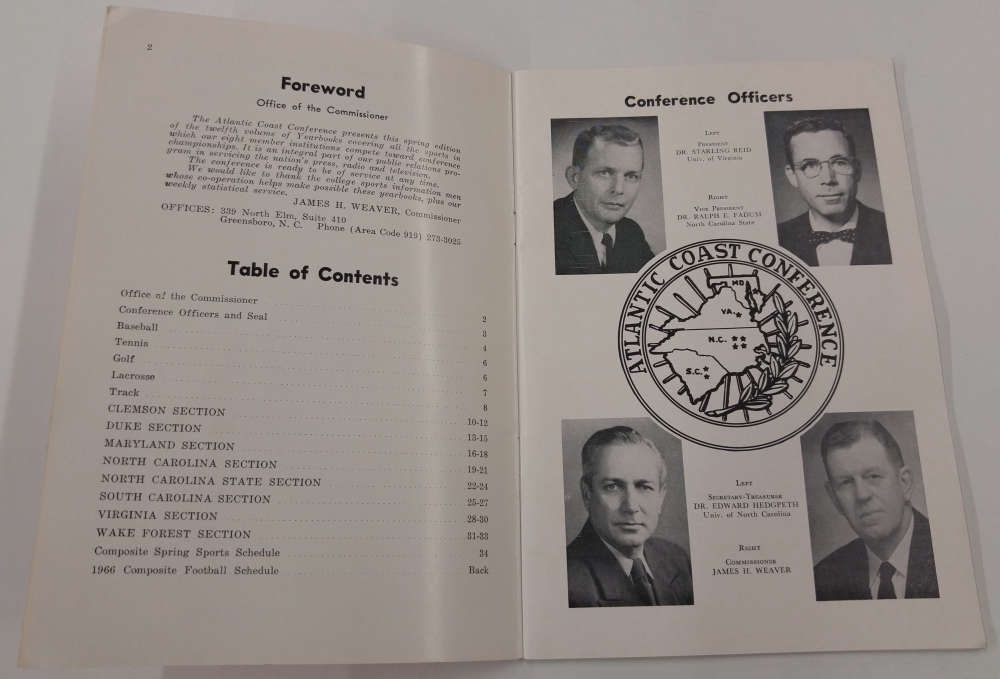 2
Foreword
Office of the Commissioner
The Atlantic Coast Conference presents this spring edition
of the twelfth volume of Yearbooks covering all the sports in
which our eight member institutions compete toward conference
championships. It is an integral part of our public relations pro-
gram in servicing the nation's press, radio and television.
The conference is ready to be of service at any time.
We would like to thank the college sports information men
whose co-operation helps make possible these yearbooks, plus our
weekly statistical service.
JAMES H. WEAVER, Commissioner
OFFICES: 339 North Elm, Suite 410
Greensboro, N. C. Phone (Area Code 919) 273-3025
Table of Contents
Office of the Commissioner 2
Conference Officers and Seal 3
Baseball 4
Tennis 6
Golf 6
Lacrosse 7
Track 8
CLEMSON SECTION 10-12
DUKE SECTION 13-15
MARYLAND SECTION 16-18
NORTH CAROLINA SECTION 19-21
NORTH CAROLINA STATE SECTION 22-24
SOUTH CAROLINA SECTION 25-27
VIRGINIA SECTION 28-30
WAKE FOREST SECTION 31-33
Composite Spring Sports Schedule 34
1966 Composite Football Schedule Back
Conference Officers
LEFT
PRESIDENT
DR. STARLING REID
Univ. of Virginia
RIGHT
VICE PRESIDENT
DR. RALPH E. FADUM
North Carolina State
ATLANTIC COAST CONFERENCE
MD.
VA.
N.C.
S.C.
LEFT
SECRETARY-TREASURER
DR. EDWARD HEDGPETH
Univ. of North Carolina
RIGHT
COMMISSIONER
JAMES H. WEAVER